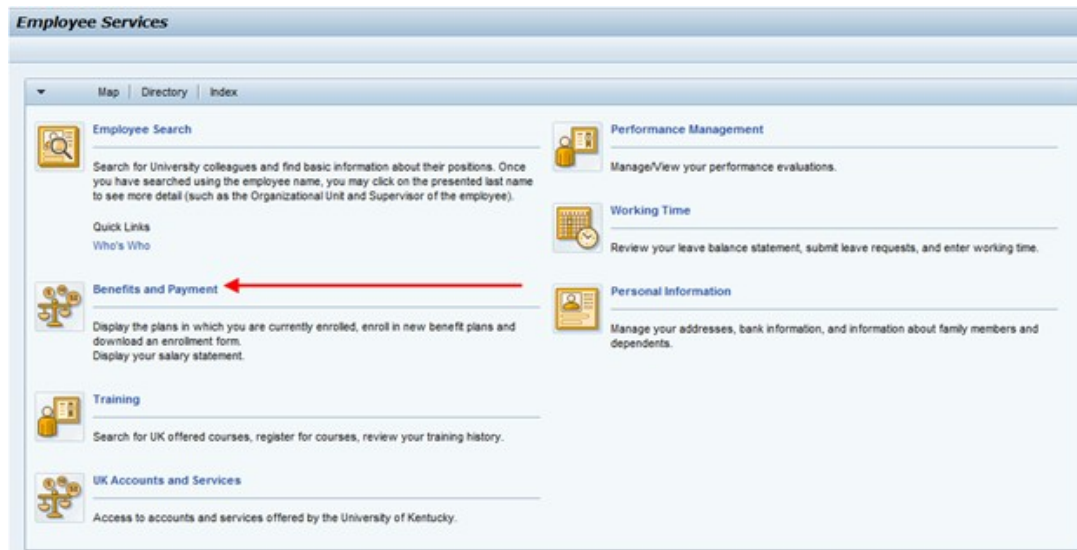 Employee Services
Map | Directory | Index
Employee Search
Search for University colleagues and find basic information about their positions. Once
you have searched using the employee name, you may click on the presented last name
to see more detail (such as the Organizational Unit and Supervisor of the employee).
Quick Links
Who's Who
Benefits and Payment
Display the plans in which you are currently enrolled, enroll in new benefit plans and
download an enrollment form.
Display your salary statement.
Training
Search for UK offered courses, register for courses, review your training history.
UK Accounts and Services
Access to accounts and services offered by the University of Kentucky.
Performance Management
Manage/View your performance evaluations.
Working Time
Review your leave balance statement, submit leave requests, and enter working time.
Personal Information
Manage your addresses, bank information, and information about family members and
dependents.